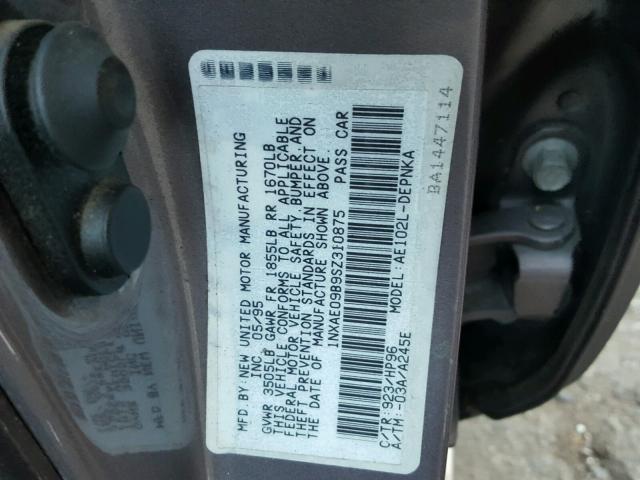 MFD BY: NEW UNITED MOTOR MANUFACTURING
INC 05/95
GVWR 3505LB GAWR FR 1855LB RR 1670LB
THIS VEHICLE CONFORMS TO ALL APPLICABLE
FEDERAL MOTOR VEHICLE SAFETY, BUMPER, AND
THEFT PREVENTION STANDARDS IN EFFECT ON
THE DATE OF MANUFACTURE SHOWN ABOVE.
1NXAE09B9SZ310875 PASS CAR
C/TR: 923/HP96 MODEL: AE102L-DEPNKA
A/TM: -03A/A245E
BA1447114